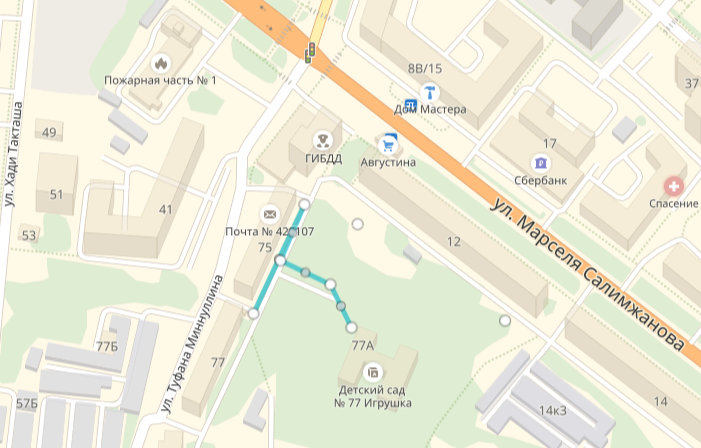 8В/15
37
Пожарная часть № 1
Дом Мастера
ул. Хади Такташа
49
17
ГИБДД
Августина
Сбербанк
51
Спасение
41
ул. Марселя Салимжанова
53
Почта №
75
12
ул. Туфана Миннуллина
77Б
77А
77
Детский сад
№ 77 Игрушка
57Б
14к3
14